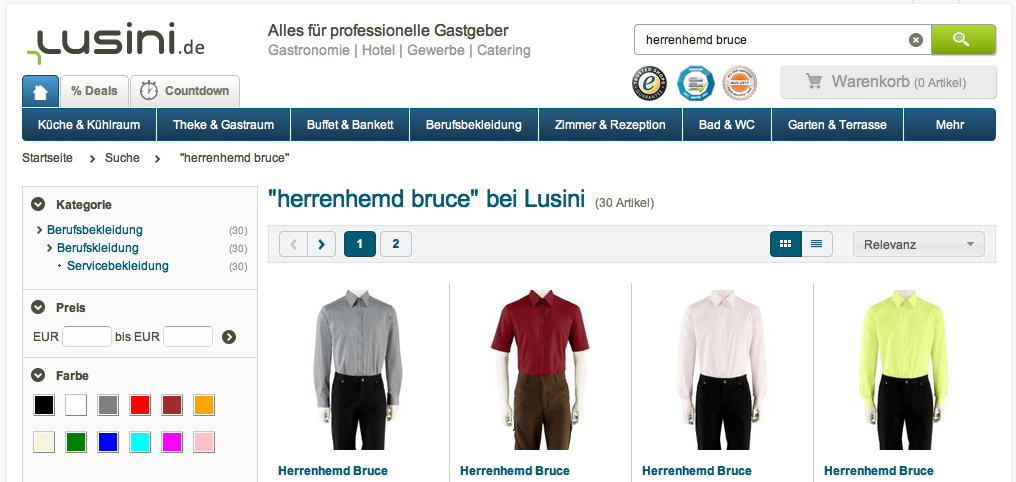 Lusini.de
Alles für professionelle Gastgeber
Gastronomie | Hotel | Gewerbe | Catering
herrenhemd bruce
% Deals
Countdown
Warenkorb (0 Artikel)
Küche & Kühlraum
Theke & Gastraum
Buffet & Bankett
Berufsbekleidung
Zimmer & Rezeption
Bad & WC
Garten & Terrasse
Mehr
Startseite > Suche > "herrenhemd bruce"
Kategorie
Berufsbekleidung (30)
Berufskleidung (30)
Servicebekleidung (30)
Preis
EUR bis EUR
Farbe
"herrenhemd bruce" bei Lusini (30 Artikel)
1 2
Relevanz
Herrenhemd Bruce
Herrenhemd Bruce
Herrenhemd Bruce
Herrenhemd Bruce